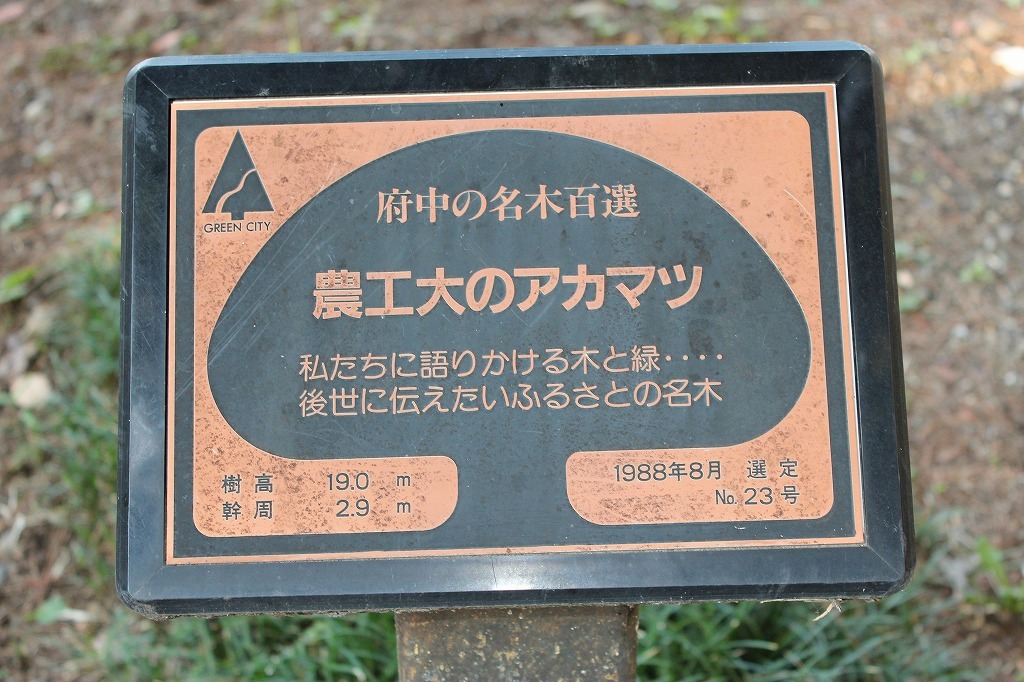 GREEN CITY
府中の名木百選
農工大のアカマツ
私たちに語りかける木と緑‥‥
後世に伝えたいふるさとの名木
樹高 19.0 m
幹周 2.9 m
1988年8月 選定
No. 23号